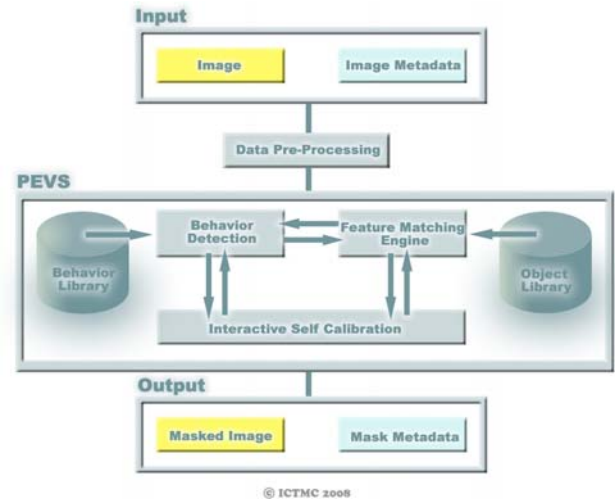 Input
Image
Image Metadata
Data Pre-Processing
PEVS
Behavior Library
Behavior
Detection
Feature Matching
Engine
Object
Library
Interactive Self Calibration
Output
Masked Image
Mask Metadata
© ICTMC 2008